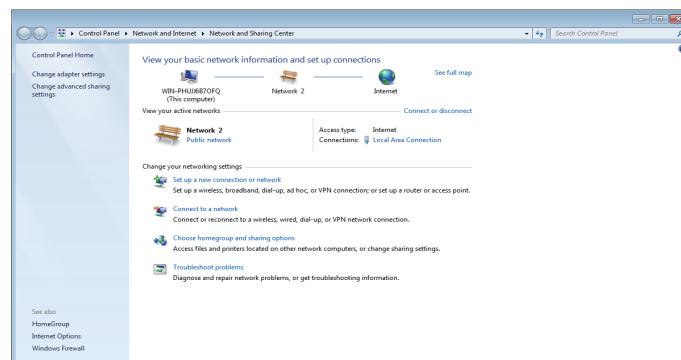 Control Panel ▸ Network and Internet ▸ Network and Sharing Center
Search Control Panel
Control Panel Home
Change adapter settings
Change advanced sharing
settings
See also
HomeGroup
Internet Options
Windows Firewall
View your basic network information and set up connections
See full map
WIN-PHUJJ6B7OFQ
(This computer)
Network 2
Internet
View your active networks
Connect or disconnect
Network 2
Public network
Access type: Internet
Connections: Local Area Connection
Change your networking settings
Set up a new connection or network
Set up a wireless, broadband, dial-up, ad hoc, or VPN connection; or set up a router or access point.
Connect to a network
Connect or reconnect to a wireless, wired, dial-up, or VPN network connection.
Choose homegroup and sharing options
Access files and printers located on other network computers, or change sharing settings.
Troubleshoot problems
Diagnose and repair network problems, or get troubleshooting information.